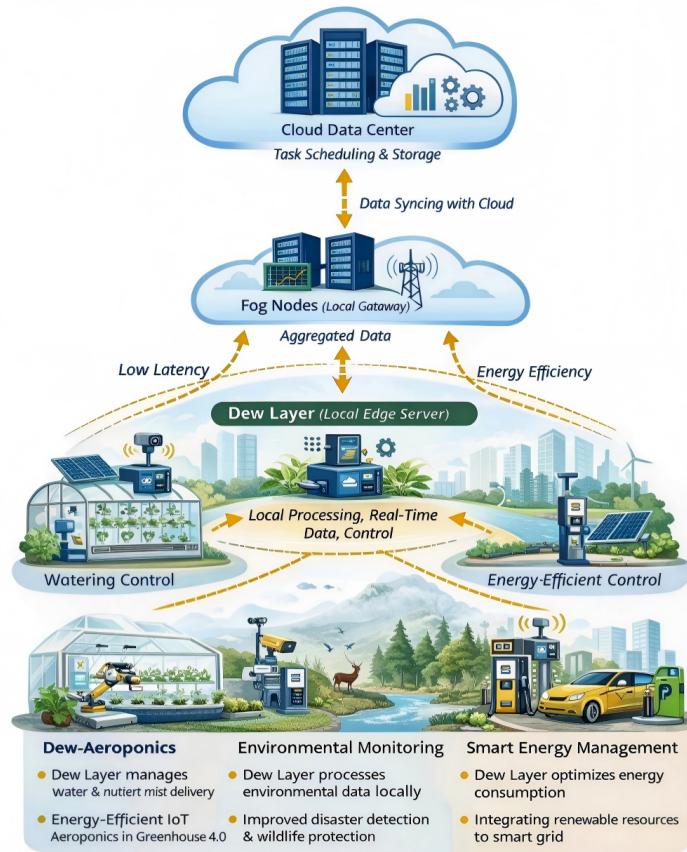 Cloud Data Center
Task Scheduling & Storage
Data Syncing with Cloud
Fog Nodes (Local Gataway)
Aggregated Data
Low Latency
Energy Efficiency
Dew Layer (Local Edge Server)
Local Processing, Real-Time
Data, Control
Watering Control
Energy-Efficient Control
Dew-Aeroponics
Dew Layer manages
water & nutiert mist delivery
Energy-Efficient IoT
Aeroponics in Greenhouse 4.0
Environmental Monitoring
Dew Layer processes
environmental data locally
Improved disaster detection
& wildlife protection
Smart Energy Management
Dew Layer optimizes energy
consumption
Integrating renewable resources
to smart grid